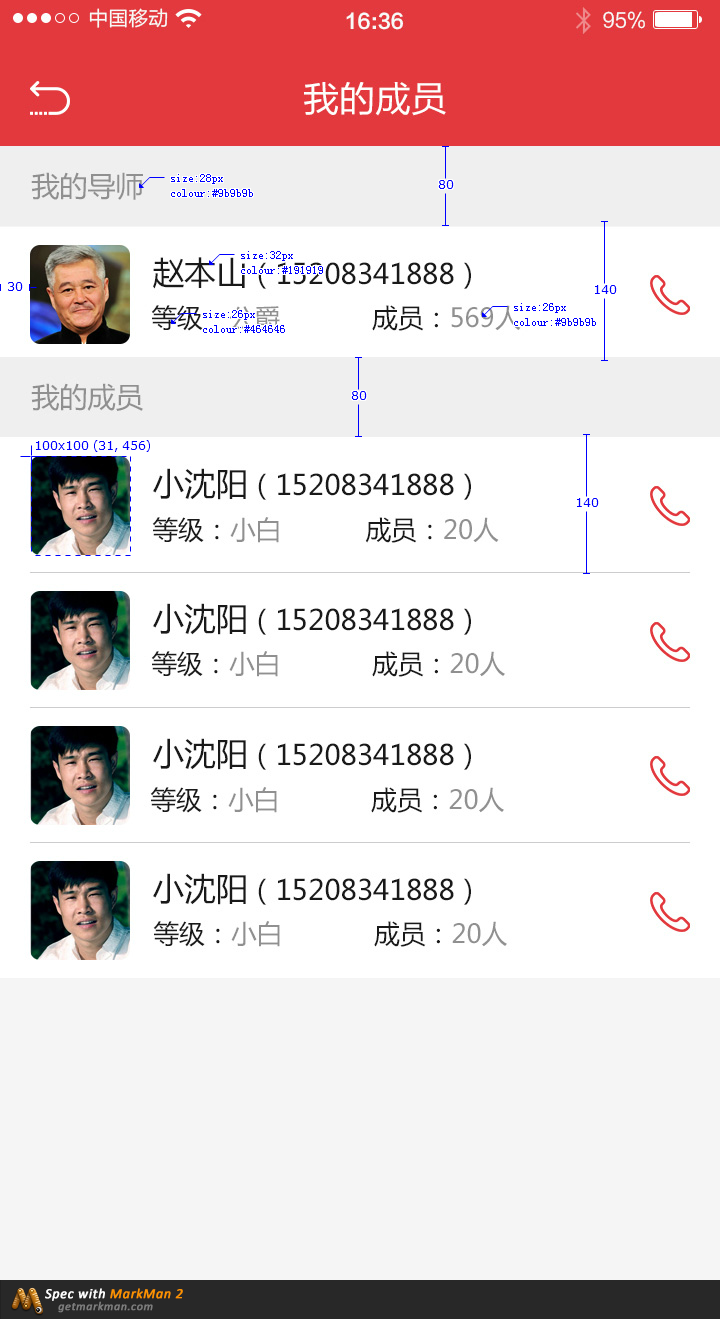 中国移动 16:36 95%
我的成员
我的导师
size:28px
colour:#9b9b9b
80
赵本山 ( 15208341888 )
size:32px
colour:#191919
30
140
等级 公爵 成员：569人
size:26px
colour:#464646
size:26px
colour:#9b9b9b
我的成员
80
100x100 (31, 456)
小沈阳 ( 15208341888 )
140
等级：小白 成员：20人
小沈阳 ( 15208341888 )
等级：小白 成员：20人
小沈阳 ( 15208341888 )
等级：小白 成员：20人
小沈阳 ( 15208341888 )
等级：小白 成员：20人
Spec with MarkMan 2
getmarkman.com